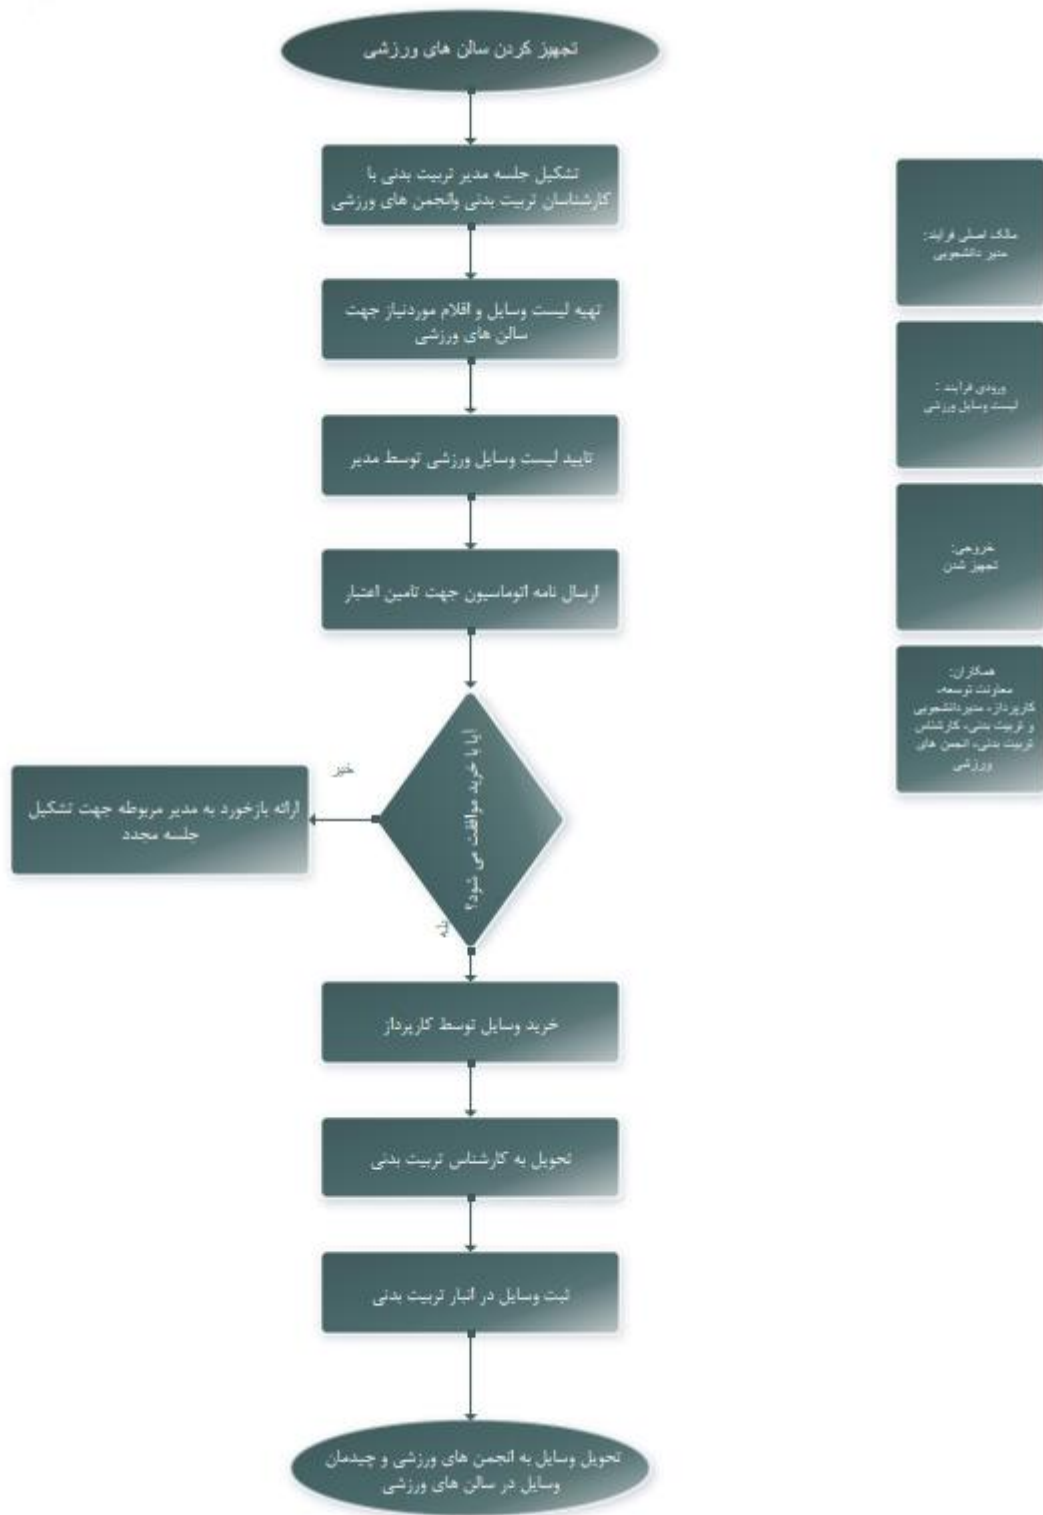 تجهیز کردن سالن های ورزشی
تشکیل جلسه مدیر تربیت بدنی با
کارشناسان تربیت بدنی وانجمن های ورزشی
تهیه لیست وسایل و اقلام موردنیاز جهت
سالن های ورزشی
تایید لیست وسایل ورزشی توسط مدیر
ارسال نامه اتوماسیون جهت تامین اعتبار
آیا با خرید موافقت می شود؟
خیر
ارائه بازخورد به مدیر مربوطه جهت تشکیل
جلسه مجدد
بله
خرید وسایل توسط کارپرداز
تحویل به کارشناس تربیت بدنی
ثبت وسایل در انبار تربیت بدنی
تحویل وسایل به انجمن های ورزشی و چیدمان
وسایل در سالن های ورزشی
مالک اصلی فرایند:
مدیر دانشجویی
ورودی فرآیند :
لیست وسایل ورزشی
خروجی:
تجهیز شدن
همکاران:
معاونت توسعه،
کارپرداز، مدیردانشجویی
و تربیت بدنی، کارشناس
تربیت بدنی، انجمن های
ورزشی